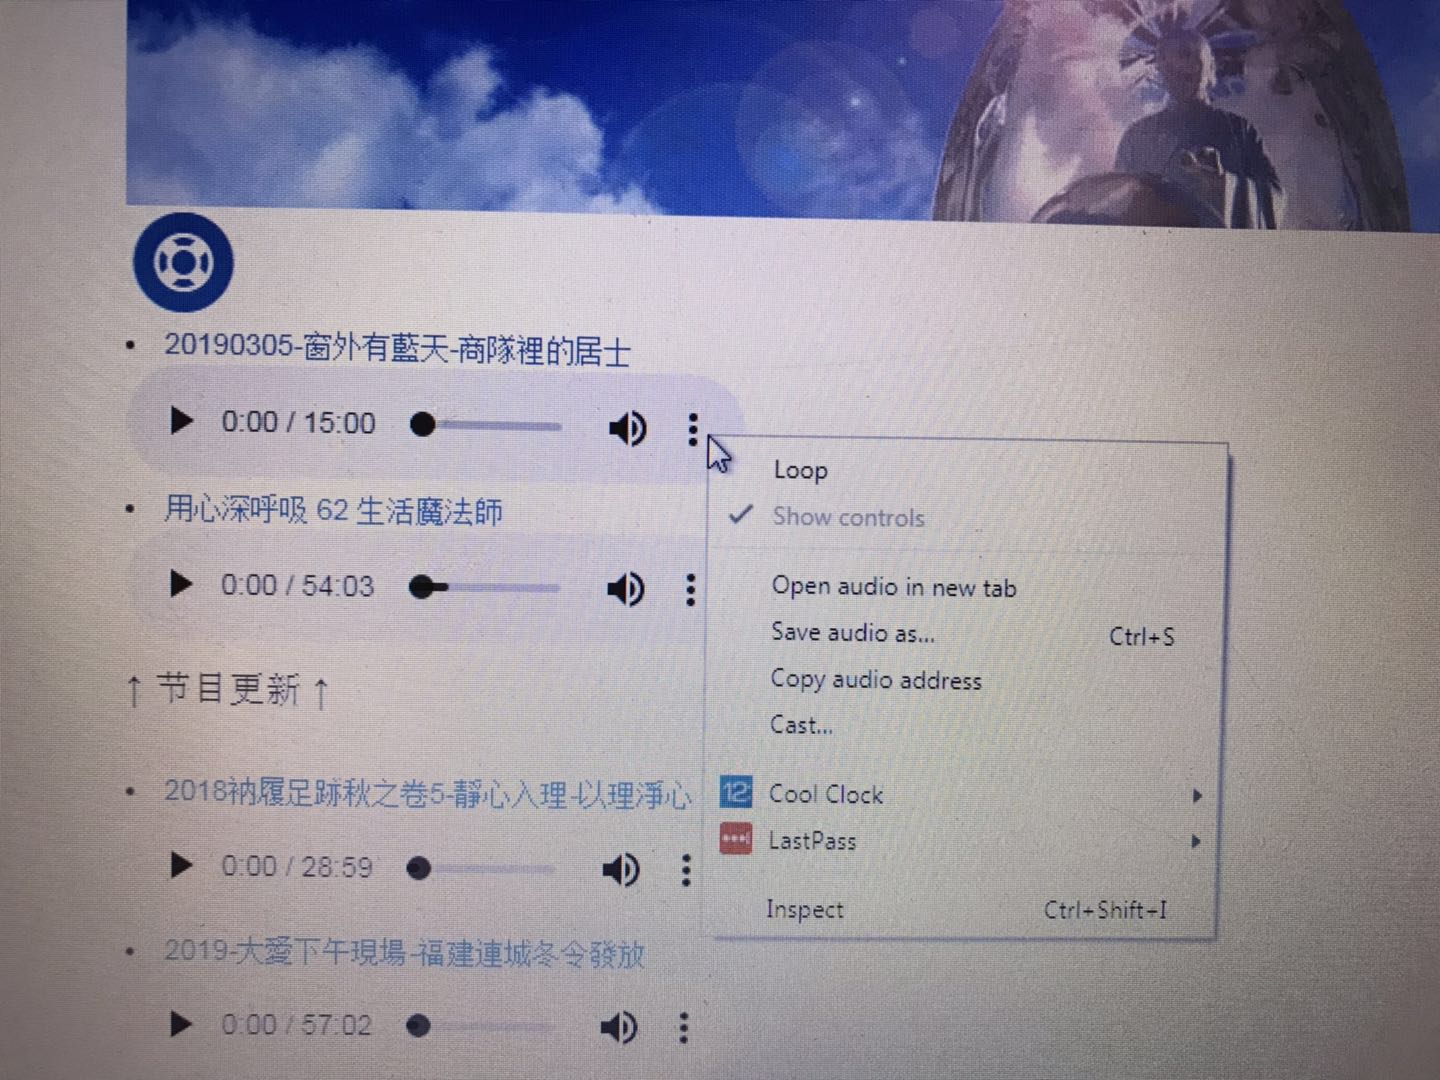 20190305-窗外有藍天-商隊裡的居士
0:00 / 15:00
用心深呼吸 62 生活魔法師
0:00 / 54:03
↑ 节目更新 ↑
2018衲履足跡秋之卷5-靜心入理-以理淨心
0:00 / 28:59
2019-大愛下午現場-福建連城冬令發放
0:00 / 57:02
Loop
Show controls
Open audio in new tab
Save audio as... Ctrl+S
Copy audio address
Cast...
12 Cool Clock
LastPass
Inspect Ctrl+Shift+I